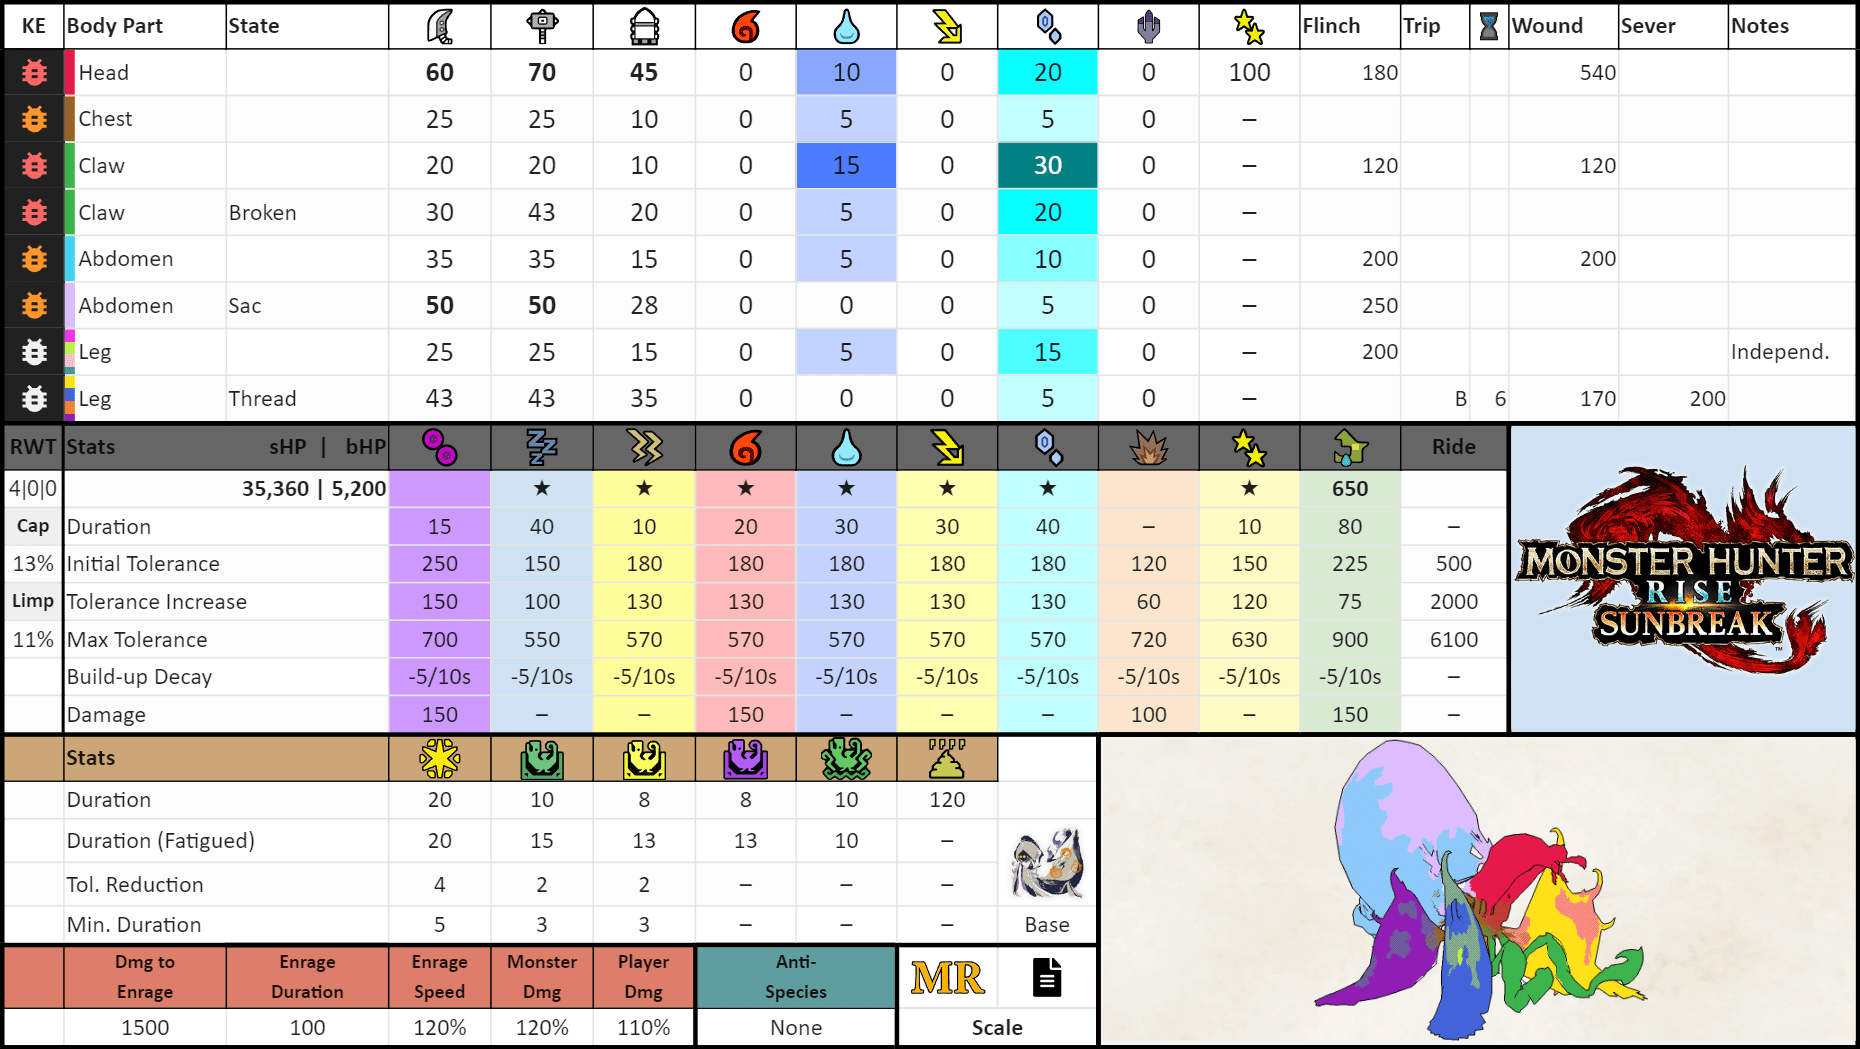 KE Body Part State Flinch Trip Wound Sever Notes
Head 60 70 45 0 10 0 20 0 100 180 540
Chest 25 25 10 0 5 0 5 0 –
Claw 20 20 10 0 15 0 30 0 – 120 120
Claw Broken 30 43 20 0 5 0 20 0 –
Abdomen 35 35 15 0 5 0 10 0 – 200 200
Abdomen Sac 50 50 28 0 0 0 5 0 – 250
Leg 25 25 15 0 5 0 15 0 – 200 Independ.
Leg Thread 43 43 35 0 0 0 5 0 – B 6 170 200
RWT Stats sHP | bHP Ride
4|0|0 35,360 | 5,200 ★ ★ ★ ★ ★ ★ ★ 650
Cap Duration 15 40 10 20 30 30 40 – 10 80 –
13% Initial Tolerance 250 150 180 180 180 180 180 120 150 225 500
Limp Tolerance Increase 150 100 130 130 130 130 130 60 120 75 2000
11% Max Tolerance 700 550 570 570 570 570 570 720 630 900 6100
Build-up Decay -5/10s -5/10s -5/10s -5/10s -5/10s -5/10s -5/10s -5/10s -5/10s -5/10s –
Damage 150 – – 150 – – – 100 – 150 –
MONSTER HUNTER
RISE
SUNBREAK™
Stats
Duration 20 10 8 8 10 120
Duration (Fatigued) 20 15 13 13 10 –
Tol. Reduction 4 2 2 – – –
Min. Duration 5 3 3 – – – Base
Dmg to Enrage Enrage Monster Player Anti-
Enrage Duration Speed Dmg Dmg Species
MR
1500 100 120% 120% 110% None Scale